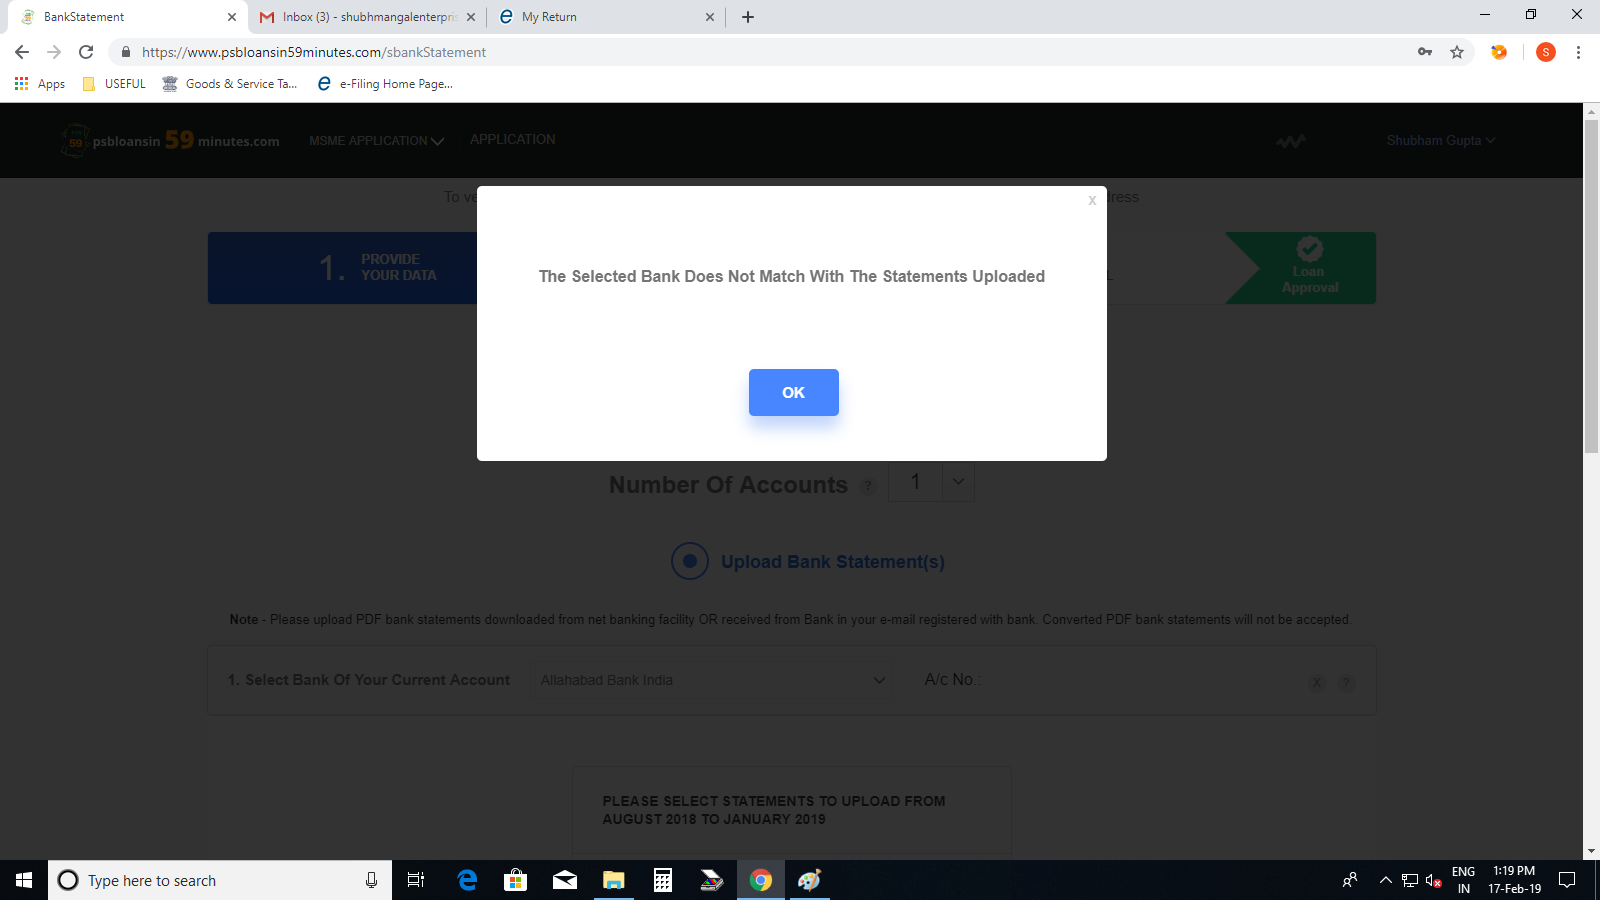 BankStatement
Inbox (3) - shubhmangalenterpris
My Return
https://www.psbloansin59minutes.com/sbankStatement
S
Apps
USEFUL
Goods & Service Ta...
e-Filing Home Page...
psbloansin 59 minutes.com
MSME APPLICATION
APPLICATION
Shubham Gupta
To ve
dress
x
1. PROVIDE
YOUR DATA
Loan
Approval
The Selected Bank Does Not Match With The Statements Uploaded
OK
Number Of Accounts ? 1
Upload Bank Statement(s)
Note - Please upload PDF bank statements downloaded from net banking facility OR received from Bank in your e-mail registered with bank. Converted PDF bank statements will not be accepted.
1. Select Bank Of Your Current Account
Allahabad Bank India
A/c No.:
X ?
PLEASE SELECT STATEMENTS TO UPLOAD FROM
AUGUST 2018 TO JANUARY 2019
Type here to search
ENG
IN
1:19 PM
17-Feb-19